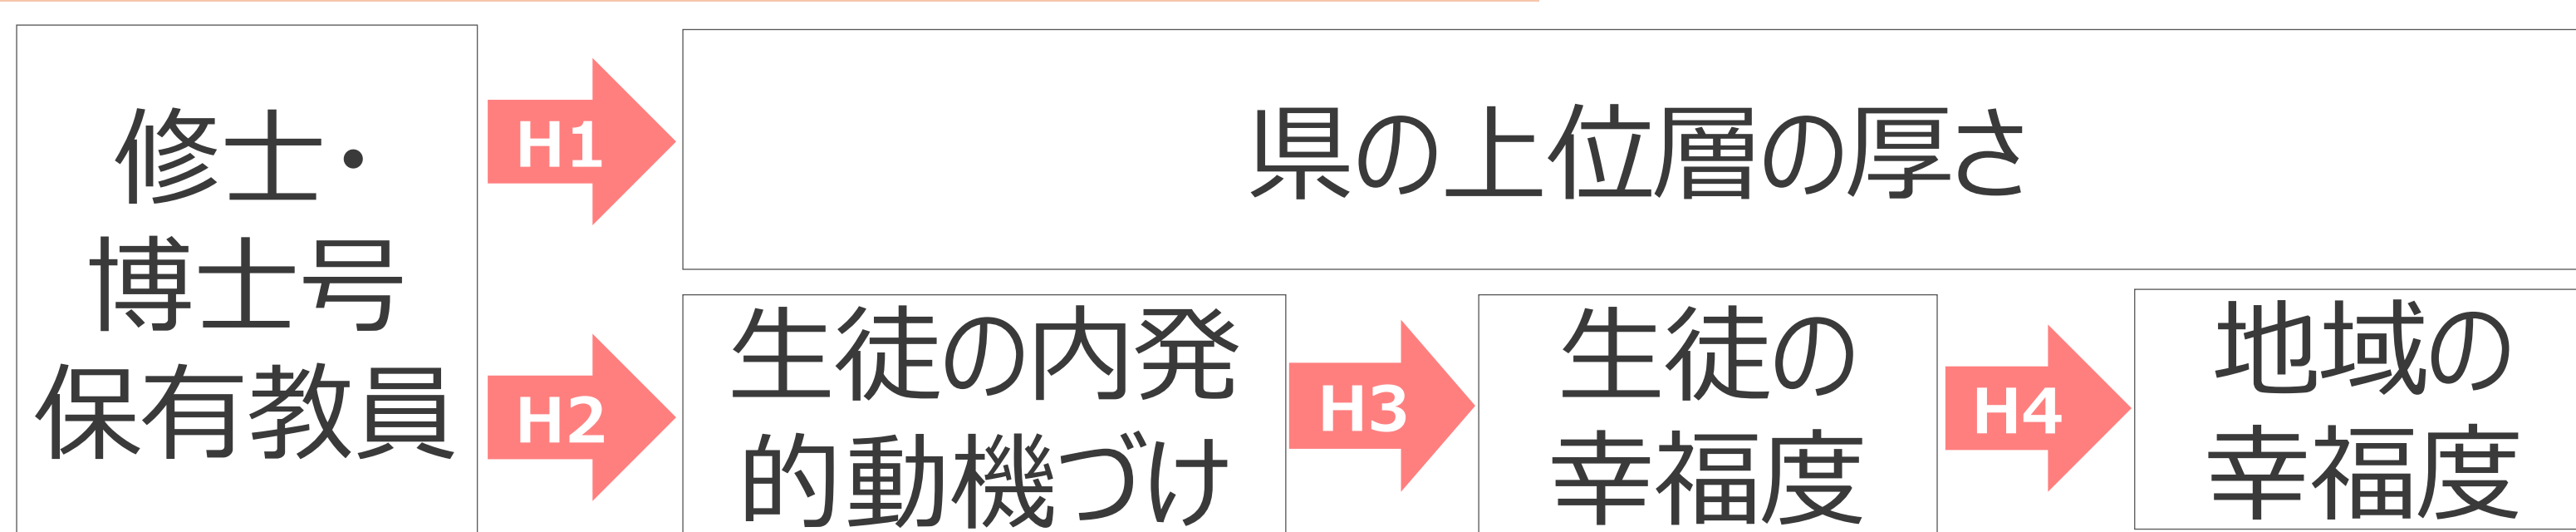 修士・
博士号
保有教員
H1
県の上位層の厚さ
H2
生徒の内発
的動機づけ
H3
生徒の
幸福度
H4
地域の
幸福度